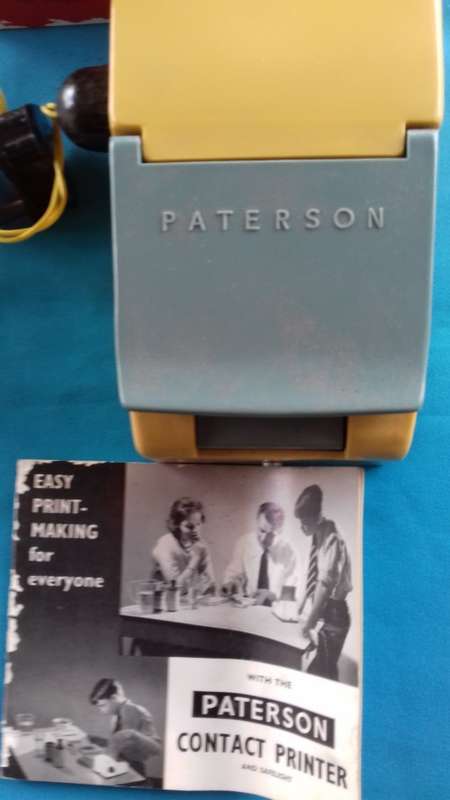 PATERSON
EASY
PRINT-
MAKING
for
everyone
WITH THE
PATERSON
CONTACT PRINTER
AND SAFELIGHT